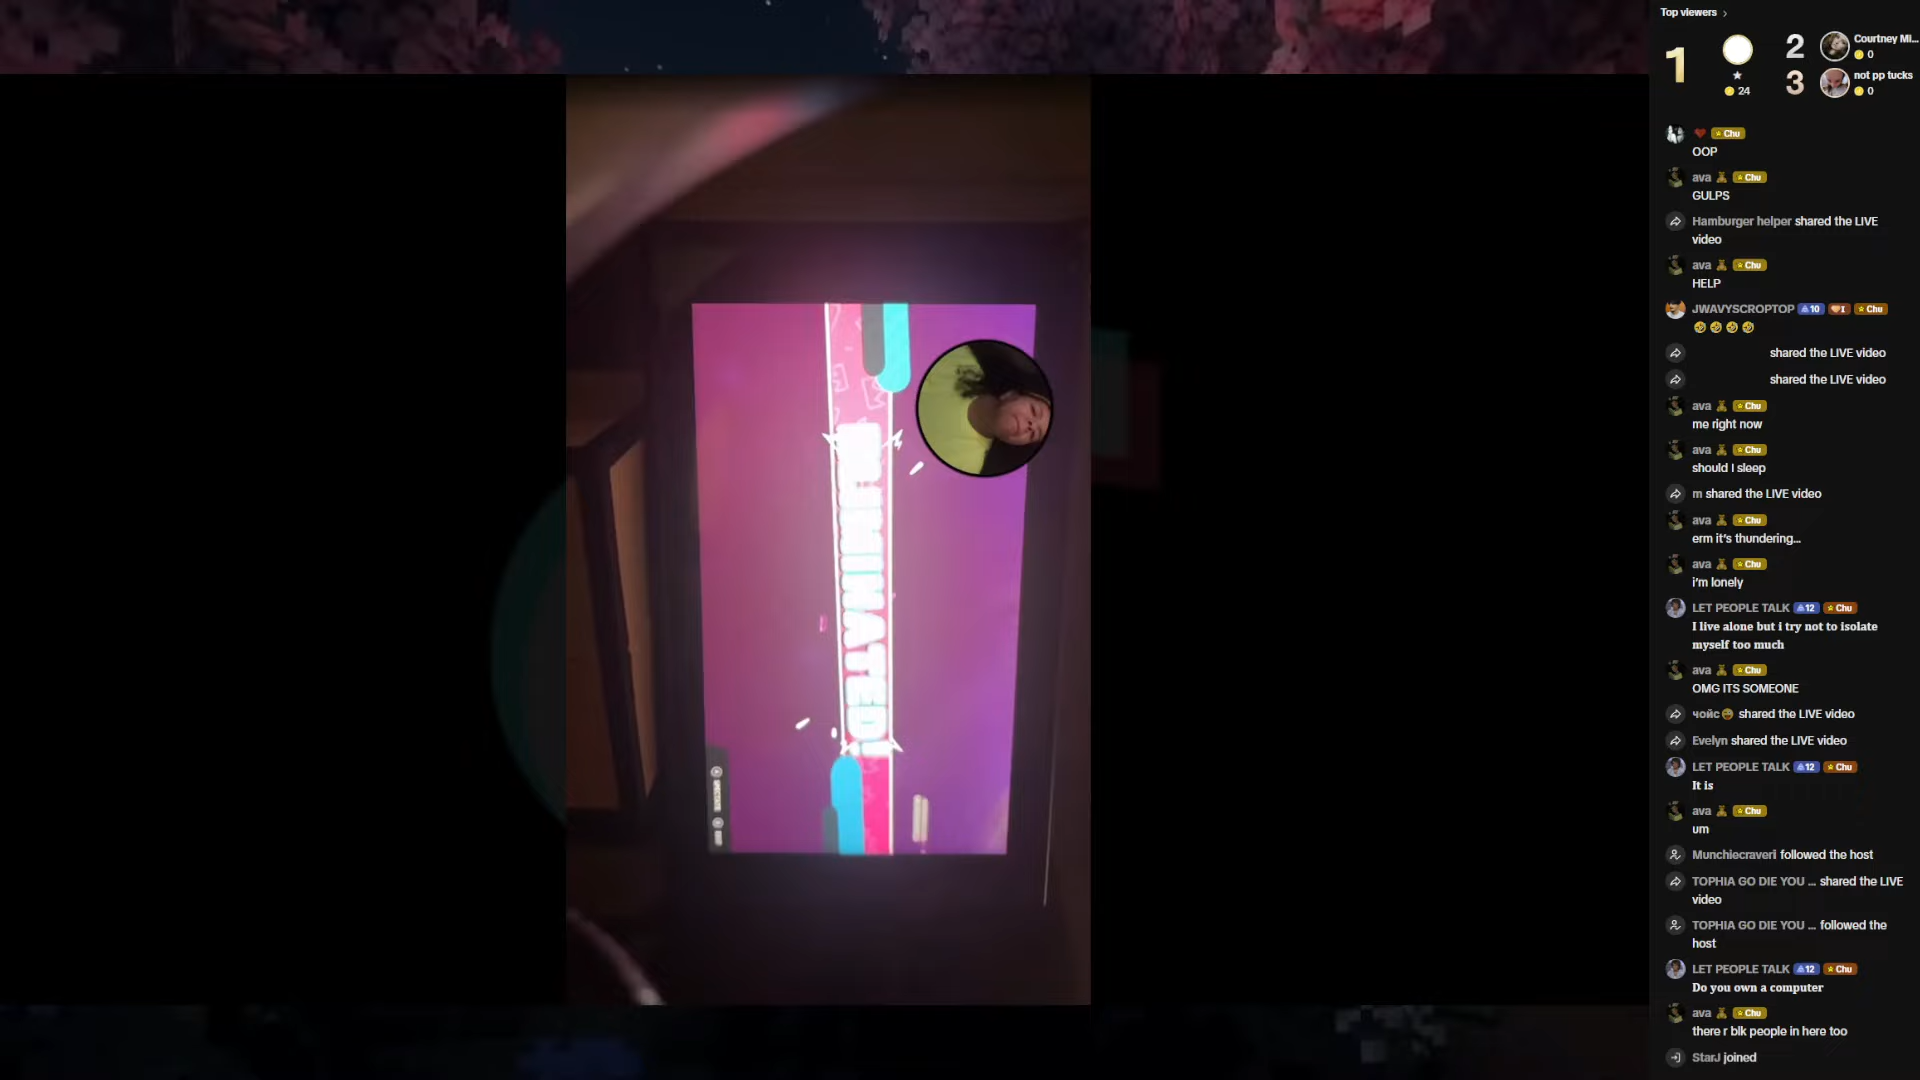 Top viewers
1
24
2
Courtney Mi...
0
3
not pp tucks
0
Chu
OOP
ava Chu
GULPS
Hamburger helper shared the LIVE
video
ava Chu
HELP
JWAVYSCROPTOP 10 I Chu
shared the LIVE video
shared the LIVE video
ava Chu
me right now
ava Chu
should I sleep
m shared the LIVE video
ava Chu
erm it's thundering...
ava Chu
i'm lonely
LET PEOPLE TALK 12 Chu
I live alone but i try not to isolate
myself too much
ava Chu
OMG ITS SOMEONE
чойс shared the LIVE video
Evelyn shared the LIVE video
LET PEOPLE TALK 12 Chu
It is
ava Chu
um
Munchiecraveri followed the host
TOPHIA GO DIE YOU ... shared the LIVE
video
TOPHIA GO DIE YOU ... followed the
host
LET PEOPLE TALK 12 Chu
Do you own a computer
ava Chu
there r blk people in here too
StarJ joined
ELIMINATED!